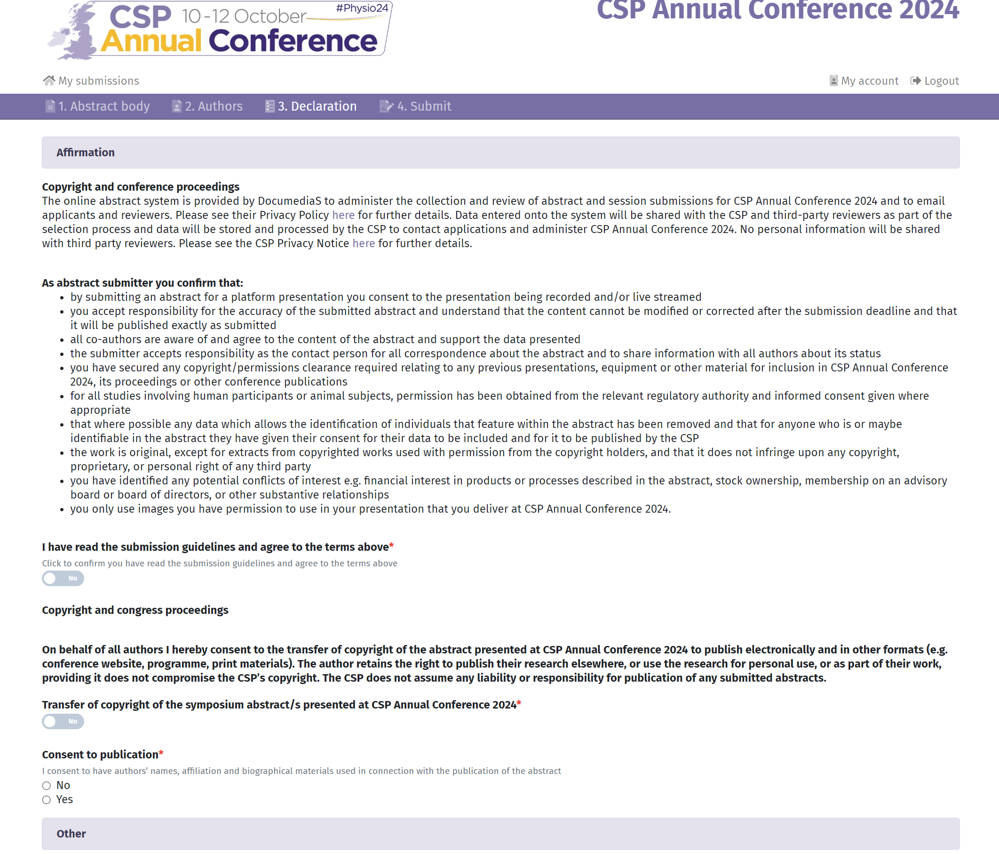 CSP 10-12 October #Physio24
Annual Conference
CSP Annual Conference 2024
My submissions
My account Logout
1. Abstract body 2. Authors 3. Declaration 4. Submit
Affirmation
Copyright and conference proceedings
The online abstract system is provided by DocumediaS to administer the collection and review of abstract and session submissions for CSP Annual Conference 2024 and to email
applicants and reviewers. Please see their Privacy Policy here for further details. Data entered onto the system will be shared with the CSP and third-party reviewers as part of the
selection process and data will be stored and processed by the CSP to contact applications and administer CSP Annual Conference 2024. No personal information will be shared
with third party reviewers. Please see the CSP Privacy Notice here for further details.
As abstract submitter you confirm that:
• by submitting an abstract for a platform presentation you consent to the presentation being recorded and/or live streamed
• you accept responsibility for the accuracy of the submitted abstract and understand that the content cannot be modified or corrected after the submission deadline and that
it will be published exactly as submitted
• all co-authors are aware of and agree to the content of the abstract and support the data presented
• the submitter accepts responsibility as the contact person for all correspondence about the abstract and to share information with all authors about its status
• you have secured any copyright/permissions clearance required relating to any previous presentations, equipment or other material for inclusion in CSP Annual Conference
2024, its proceedings or other conference publications
• for all studies involving human participants or animal subjects, permission has been obtained from the relevant regulatory authority and informed consent given where
appropriate
• that where possible any data which allows the identification of individuals that feature within the abstract has been removed and that for anyone who is or maybe
identifiable in the abstract they have given their consent for their data to be included and for it to be published by the CSP
• the work is original, except for extracts from copyrighted works used with permission from the copyright holders, and that it does not infringe upon any copyright,
proprietary, or personal right of any third party
• you have identified any potential conflicts of interest e.g. financial interest in products or processes described in the abstract, stock ownership, membership on an advisory
board or board of directors, or other substantive relationships
• you only use images you have permission to use in your presentation that you deliver at CSP Annual Conference 2024.
I have read the submission guidelines and agree to the terms above*
Click to confirm you have read the submission guidelines and agree to the terms above
No
Copyright and congress proceedings
On behalf of all authors I hereby consent to the transfer of copyright of the abstract presented at CSP Annual Conference 2024 to publish electronically and in other formats (e.g.
conference website, programme, print materials). The author retains the right to publish their research elsewhere, or use the research for personal use, or as part of their work,
providing it does not compromise the CSP’s copyright. The CSP does not assume any liability or responsibility for publication of any submitted abstracts.
Transfer of copyright of the symposium abstract/s presented at CSP Annual Conference 2024*
No
Consent to publication*
I consent to have authors’ names, affiliation and biographical materials used in connection with the publication of the abstract
No
Yes
Other